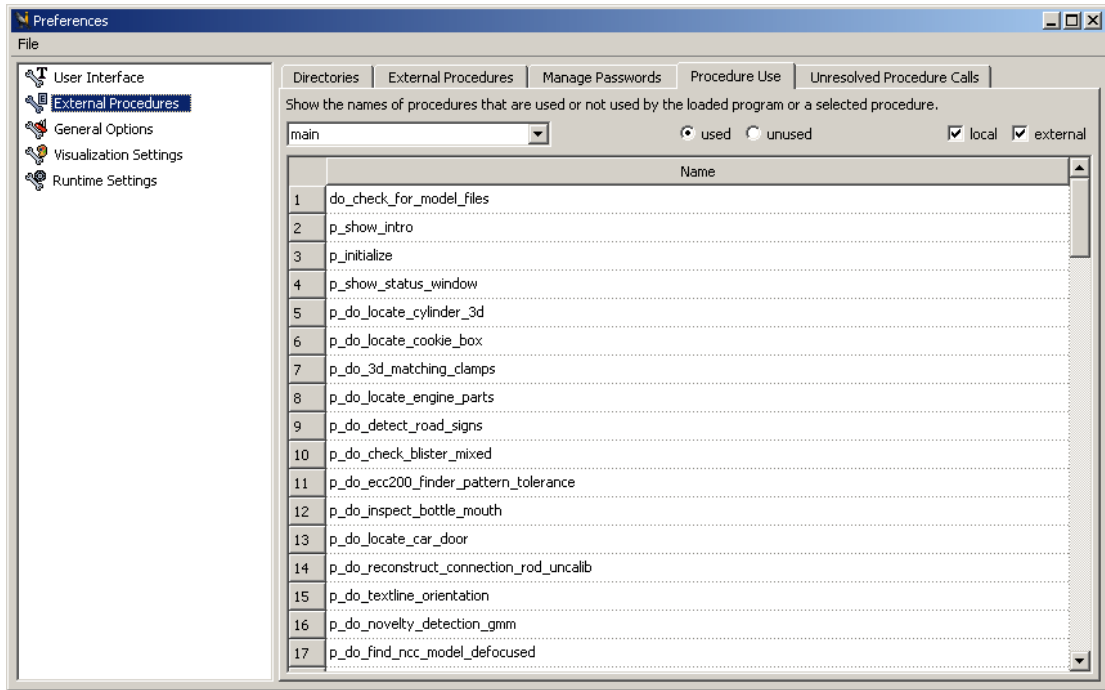 Preferences
File
User Interface
External Procedures
General Options
Visualization Settings
Runtime Settings
Directories External Procedures Manage Passwords Procedure Use Unresolved Procedure Calls
Show the names of procedures that are used or not used by the loaded program or a selected procedure.
main used unused local external
Name
1 do_check_for_model_files
2 p_show_intro
3 p_initialize
4 p_show_status_window
5 p_do_locate_cylinder_3d
6 p_do_locate_cookie_box
7 p_do_3d_matching_clamps
8 p_do_locate_engine_parts
9 p_do_detect_road_signs
10 p_do_check_blister_mixed
11 p_do_ecc200_finder_pattern_tolerance
12 p_do_inspect_bottle_mouth
13 p_do_locate_car_door
14 p_do_reconstruct_connection_rod_uncalib
15 p_do_textline_orientation
16 p_do_novelty_detection_gmm
17 p_do_find_ncc_model_defocused